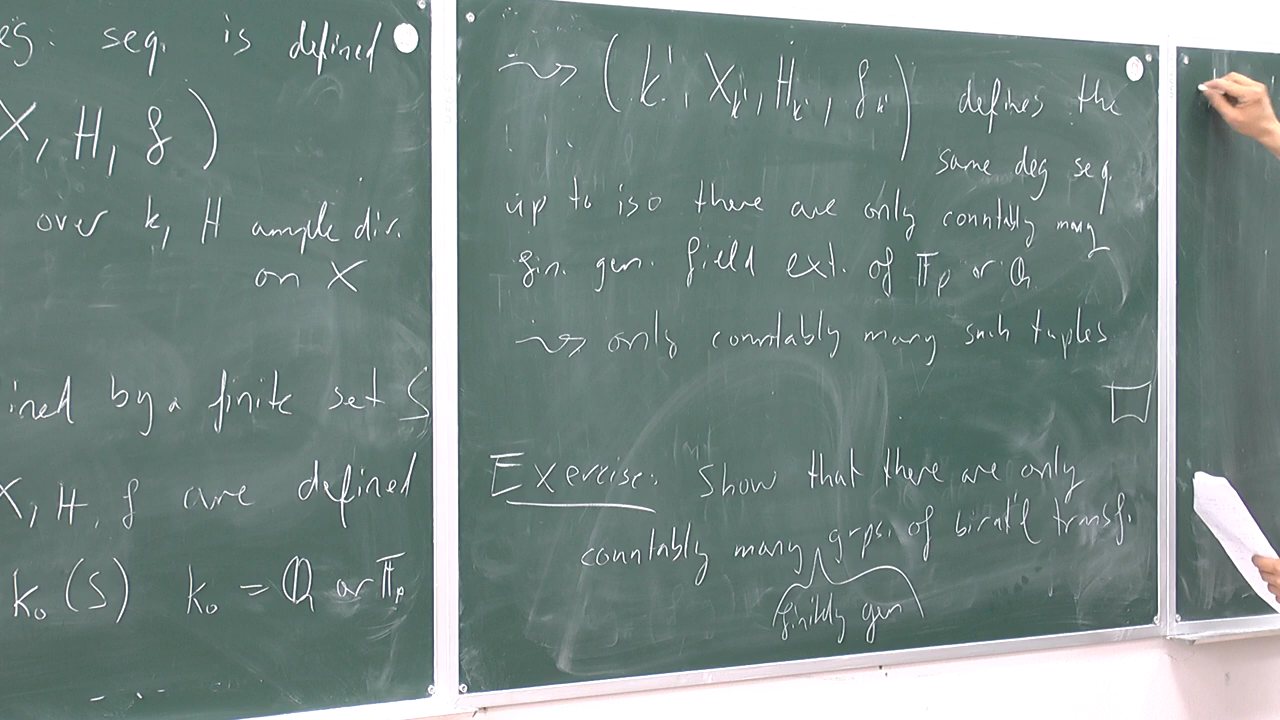 es: seq. is defined
X, H, f )
over k, H ample div.
on X
ined by a finite set S
X, H, f are defined
k₀(S) k₀ = ℚ or 𝔽ₚ
⇝ (k', X_k', H_k', f_k') defines the
same deg seq.
up to iso there are only countably many
fin. gen. field ext. of 𝔽ₚ or ℚ
⇝ only countably many such tuples
□
Exercise: Show that there are only
countably many grps. of birat'l transf.
finitely gen